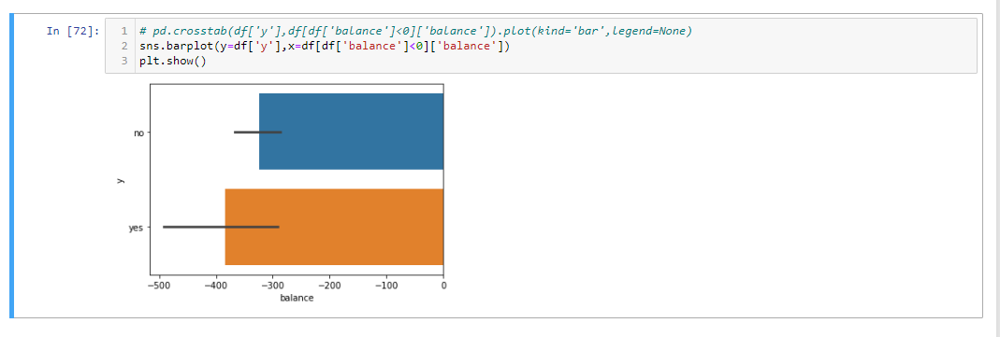 In [72]:
1 # pd.crosstab(df['y'],df[df['balance']<0]['balance']).plot(kind='bar',legend=None)
2 sns.barplot(y=df['y'],x=df[df['balance']<0]['balance'])
3 plt.show()
no
y
yes
−500 −400 −300 −200 −100 0
balance